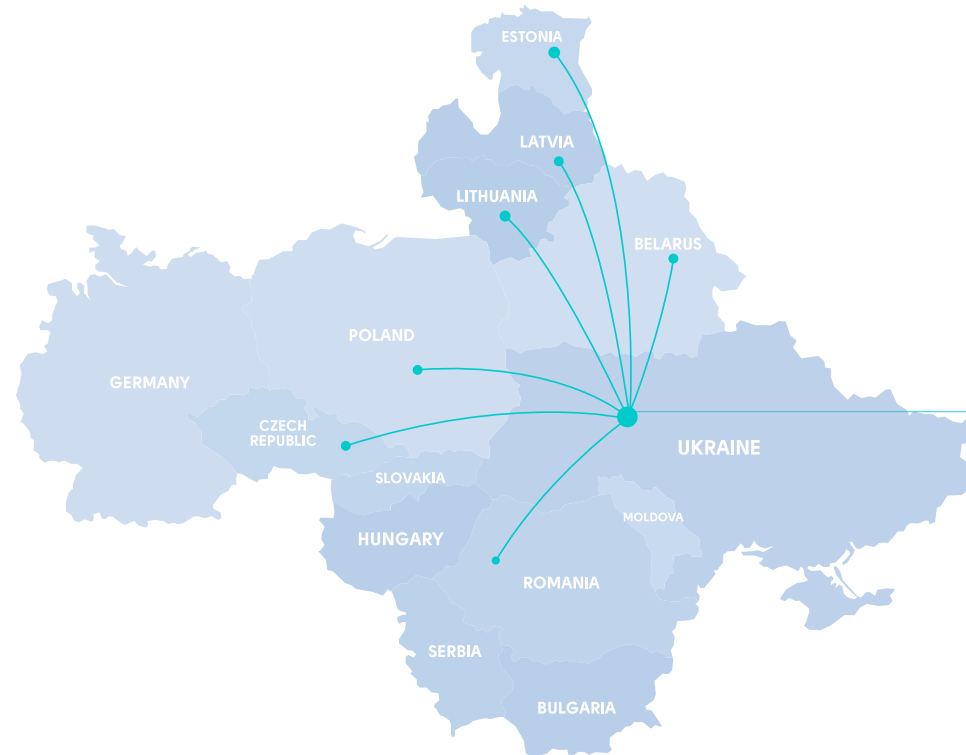 ESTONIA
LATVIA
LITHUANIA
BELARUS
POLAND
GERMANY
CZECH
REPUBLIC
UKRAINE
SLOVAKIA
MOLDOVA
HUNGARY
ROMANIA
SERBIA
BULGARIA